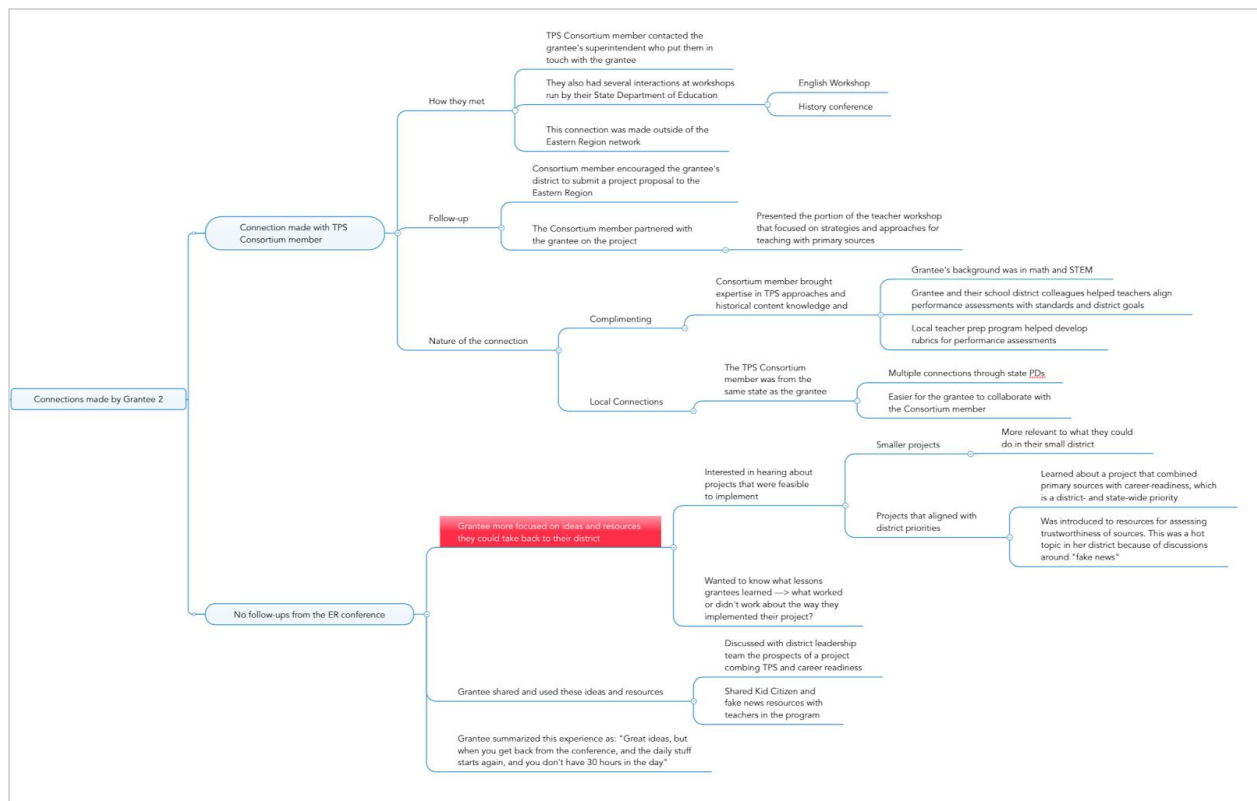 Connections made by Grantee 2
Connection made with TPS
Consortium member
How they met
TPS Consortium member contacted the
grantee's superintendent who put them in
touch with the grantee
They also had several interactions at workshops
run by their State Department of Education
English Workshop
History conference
This connection was made outside of the
Eastern Region network
Follow-up
Consortium member encouraged the grantee's
district to submit a project proposal to the
Eastern Region
The Consortium member partnered with
the grantee on the project
Presented the portion of the teacher workshop
that focused on strategies and approaches for
teaching with primary sources
Nature of the connection
Complimenting
Consortium member brought
expertise in TPS approaches and
historical content knowledge and
Grantee's background was in math and STEM
Grantee and their school district colleagues helped teachers align
performance assessments with standards and district goals
Local teacher prep program helped develop
rubrics for performance assessments
Local Connections
The TPS Consortium
member was from the
same state as the grantee
Multiple connections through state PDs
Easier for the grantee to collaborate with
the Consortium member
No follow-ups from the ER conference
Grantee more focused on ideas and resources
they could take back to their district
Interested in hearing about
projects that were feasible
to implement
Smaller projects
More relevant to what they could
do in their small district
Projects that aligned with
district priorities
Learned about a project that combined
primary sources with career-readiness, which
is a district- and state-wide priority
Was introduced to resources for assessing
trustworthiness of sources. This was a hot
topic in her district because of discussions
around "fake news"
Wanted to know what lessons
grantees learned —> what worked
or didn't work about the way they
implemented their project?
Grantee shared and used these ideas and resources
Discussed with district leadership
team the prospects of a project
combing TPS and career readiness
Shared Kid Citizen and
fake news resources with
teachers in the program
Grantee summarized this experience as: "Great ideas, but
when you get back from the conference, and the daily stuff
starts again, and you don't have 30 hours in the day"